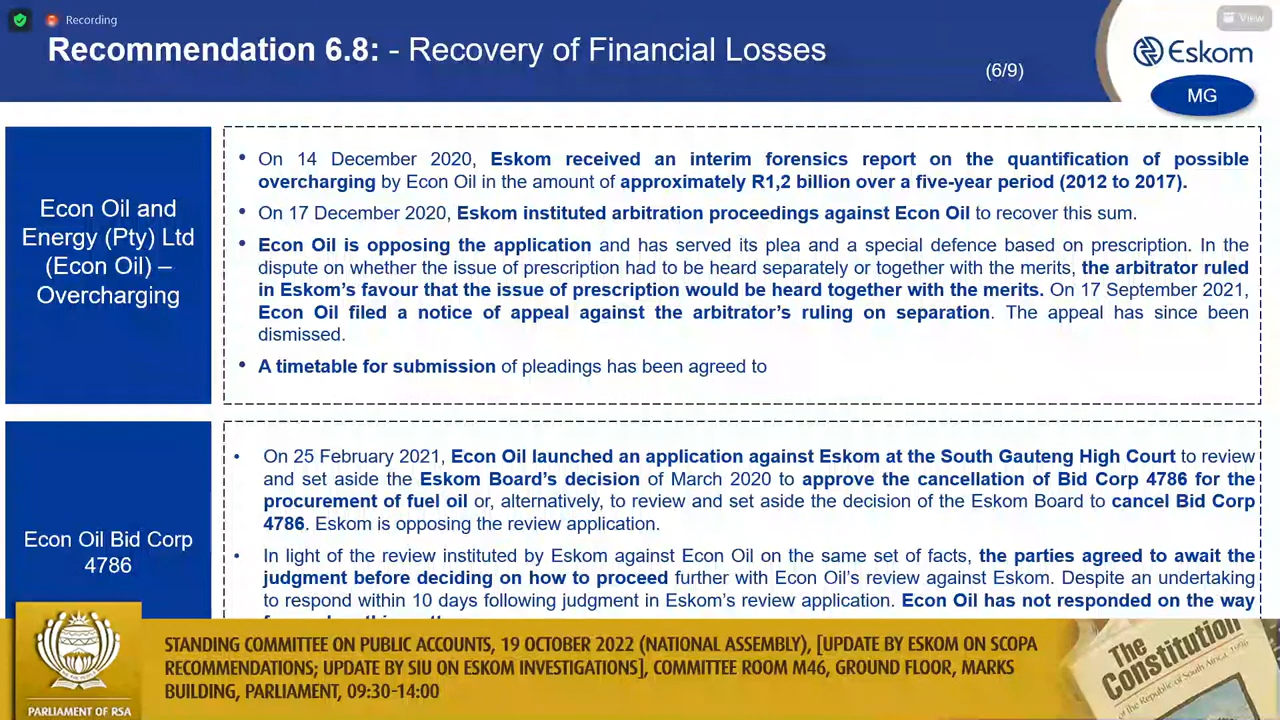 Recording
View
Recommendation 6.8: - Recovery of Financial Losses
(6/9)
Eskom
MG
Econ Oil and
Energy (Pty) Ltd
(Econ Oil) –
Overcharging
• On 14 December 2020, Eskom received an interim forensics report on the quantification of possible
overcharging by Econ Oil in the amount of approximately R1,2 billion over a five-year period (2012 to 2017).
• On 17 December 2020, Eskom instituted arbitration proceedings against Econ Oil to recover this sum.
• Econ Oil is opposing the application and has served its plea and a special defence based on prescription. In the
dispute on whether the issue of prescription had to be heard separately or together with the merits, the arbitrator ruled
in Eskom's favour that the issue of prescription would be heard together with the merits. On 17 September 2021,
Econ Oil filed a notice of appeal against the arbitrator's ruling on separation. The appeal has since been
dismissed.
• A timetable for submission of pleadings has been agreed to
Econ Oil Bid Corp
4786
• On 25 February 2021, Econ Oil launched an application against Eskom at the South Gauteng High Court to review
and set aside the Eskom Board's decision of March 2020 to approve the cancellation of Bid Corp 4786 for the
procurement of fuel oil or, alternatively, to review and set aside the decision of the Eskom Board to cancel Bid Corp
4786. Eskom is opposing the review application.
• In light of the review instituted by Eskom against Econ Oil on the same set of facts, the parties agreed to await the
judgment before deciding on how to proceed further with Econ Oil's review against Eskom. Despite an undertaking
to respond within 10 days following judgment in Eskom's review application. Econ Oil has not responded on the way
STANDING COMMITTEE ON PUBLIC ACCOUNTS, 19 OCTOBER 2022 (NATIONAL ASSEMBLY), [UPDATE BY ESKOM ON SCOPA
RECOMMENDATIONS; UPDATE BY SIU ON ESKOM INVESTIGATIONS], COMMITTEE ROOM M46, GROUND FLOOR, MARKS
BUILDING, PARLIAMENT, 09:30-14:00
PARLIAMENT OF RSA
The
Constitution
of the Republic of South Africa, 1996